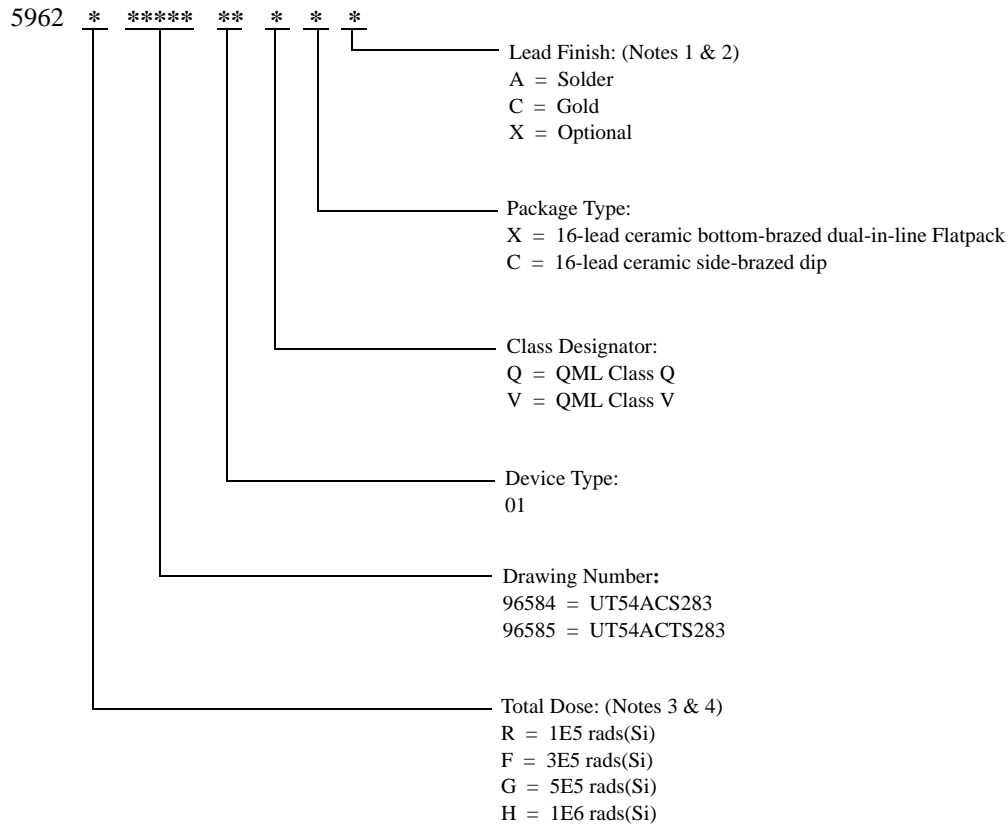 5962 * ***** ** * * *
Lead Finish: (Notes 1 & 2)
A = Solder
C = Gold
X = Optional
Package Type:
X = 16-lead ceramic bottom-brazed dual-in-line Flatpack
C = 16-lead ceramic side-brazed dip
Class Designator:
Q = QML Class Q
V = QML Class V
Device Type:
01
Drawing Number:
96584 = UT54ACS283
96585 = UT54ACTS283
Total Dose: (Notes 3 & 4)
R = 1E5 rads(Si)
F = 3E5 rads(Si)
G = 5E5 rads(Si)
H = 1E6 rads(Si)